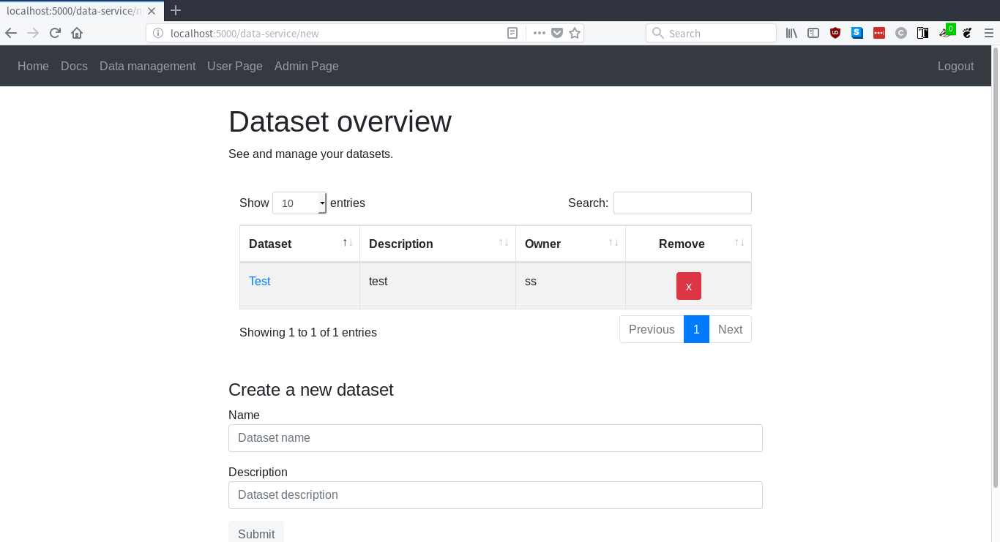 localhost:5000/data-service/n
localhost:5000/data-service/new
Search
0
Home Docs Data management User Page Admin Page Logout
Dataset overview
See and manage your datasets.
Show 10 entries Search:
Dataset Description Owner Remove
Test test ss x
Showing 1 to 1 of 1 entries Previous 1 Next
Create a new dataset
Name
Dataset name
Description
Dataset description
Submit